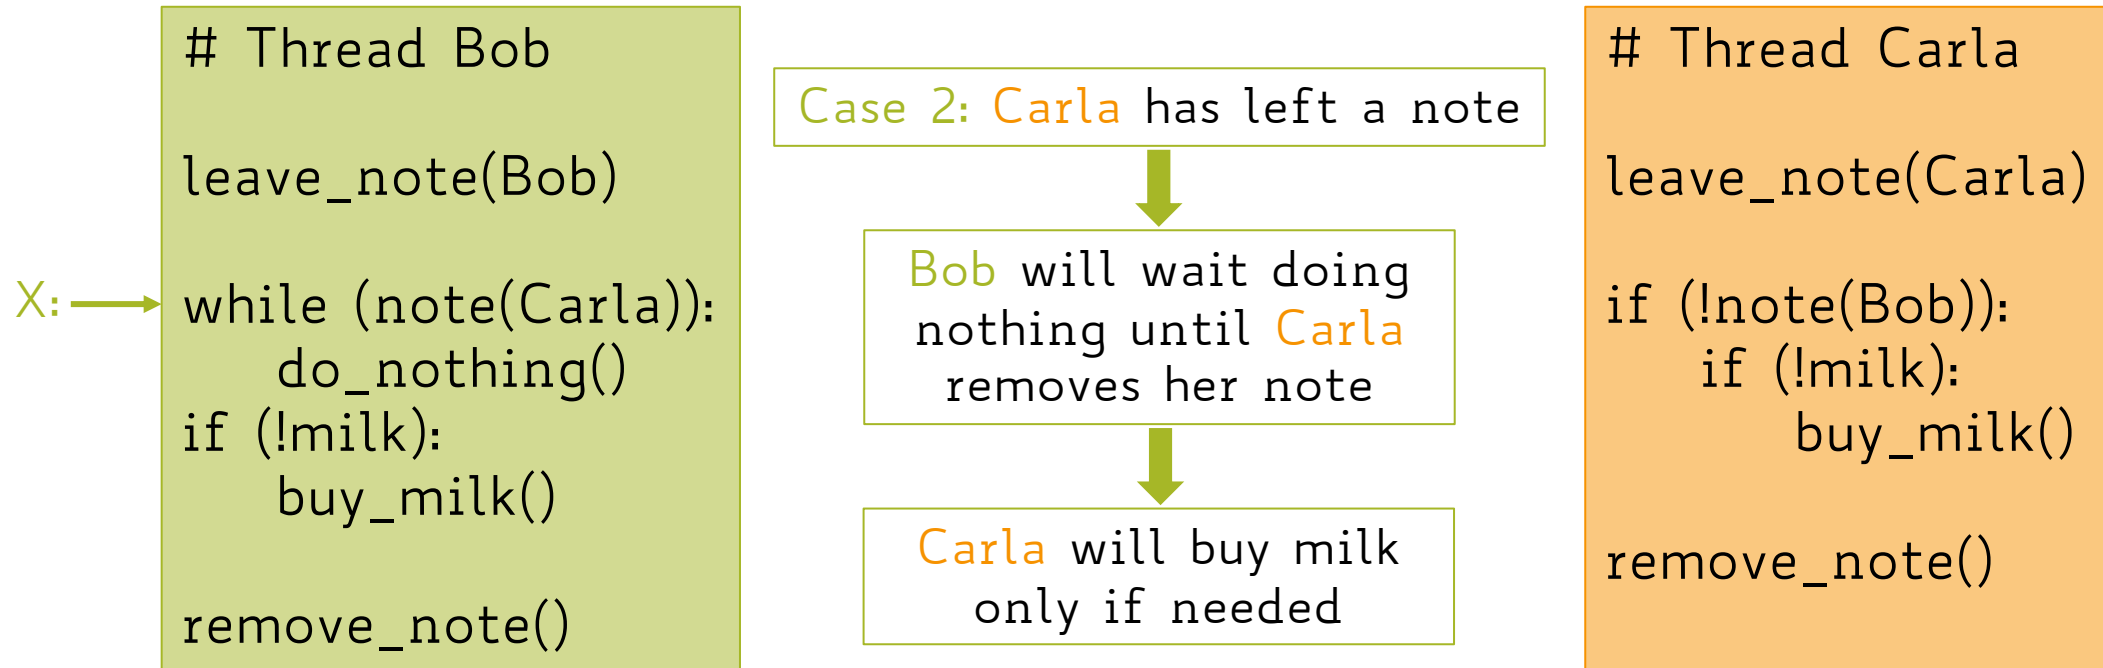 # Thread Bob
leave_note(Bob)
X:
while (note(Carla)):
do_nothing()
if (!milk):
buy_milk()
remove_note()
Case 2: Carla has left a note
Bob will wait doing
nothing until Carla
removes her note
Carla will buy milk
only if needed
# Thread Carla
leave_note(Carla)
if (!note(Bob)):
if (!milk):
buy_milk()
remove_note()